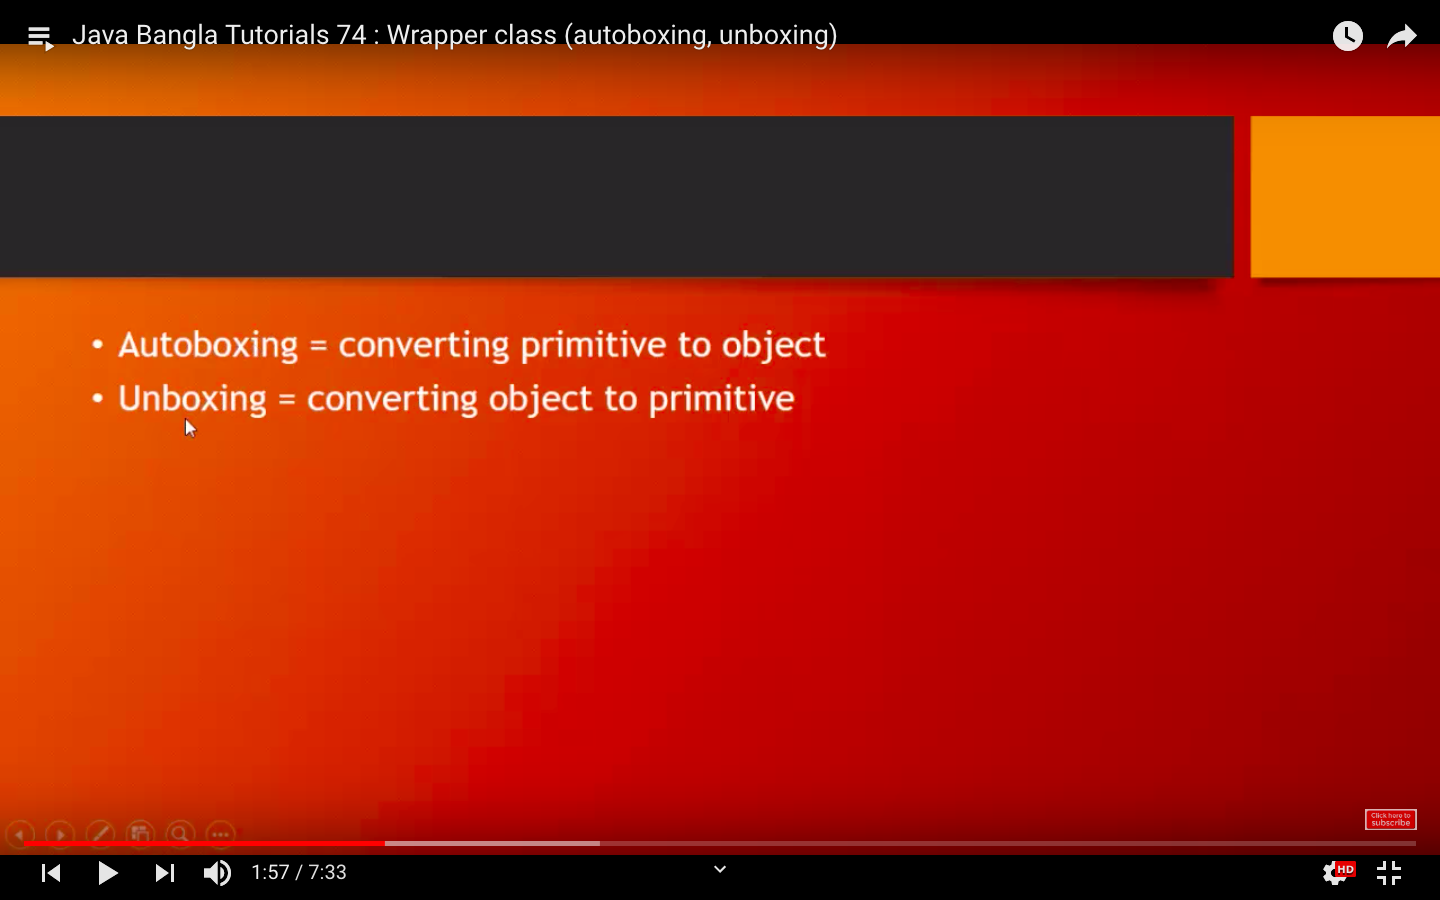 Java Bangla Tutorials 74 : Wrapper class (autoboxing, unboxing)
• Autoboxing = converting primitive to object
• Unboxing = converting object to primitive
Click here to
subscribe
1:57 / 7:33
HD